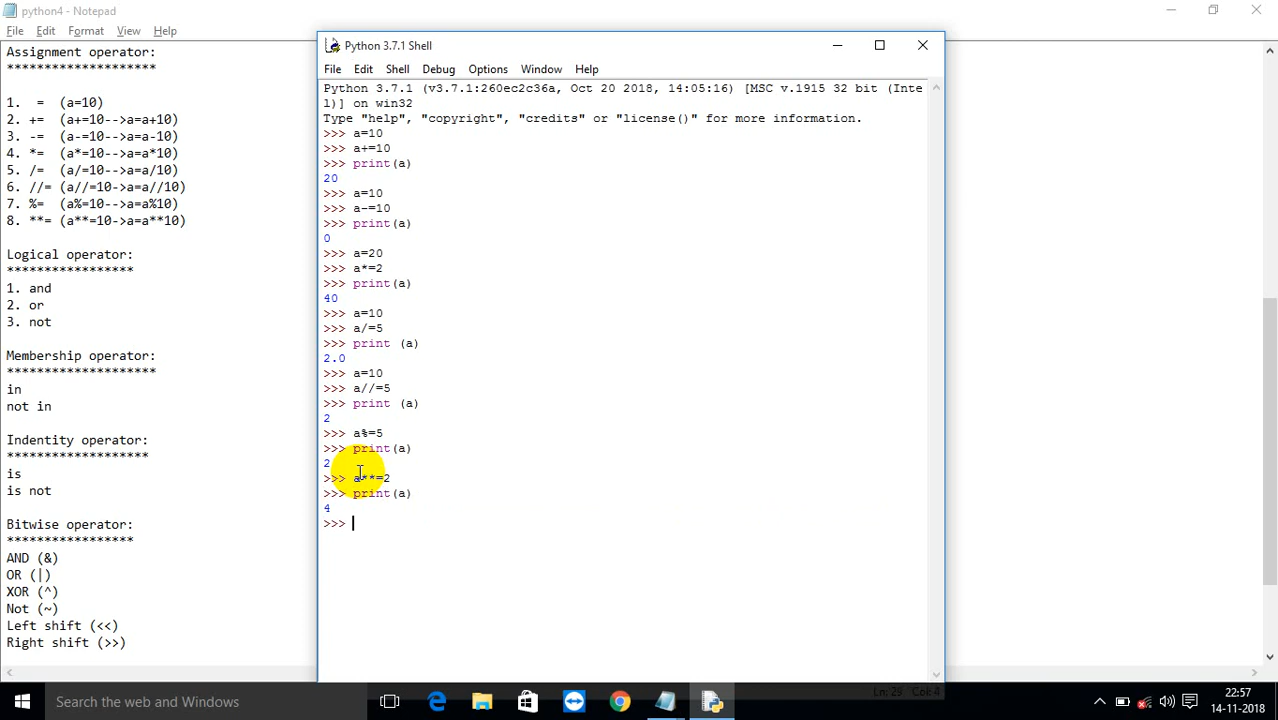 python4 - Notepad
File Edit Format View Help
Assignment operator:
********************
1. = (a=10)
2. += (a+=10-->a=a+10)
3. -= (a-=10-->a=a-10)
4. *= (a*=10-->a=a*10)
5. /= (a/=10-->a=a/10)
6. //= (a//=10->a=a//10)
7. %= (a%=10->a=a%10)
8. **= (a**=10->a=a**10)
Logical operator:
*****************
1. and
2. or
3. not
Membership operator:
********************
in
not in
Indentity operator:
*******************
is
is not
Bitwise operator:
*****************
AND (&)
OR (|)
XOR (^)
Not (~)
Left shift (<<)
Right shift (>>)
Python 3.7.1 Shell
File Edit Shell Debug Options Window Help
Python 3.7.1 (v3.7.1:260ec2c36a, Oct 20 2018, 14:05:16) [MSC v.1915 32 bit (Inte
l)] on win32
Type "help", "copyright", "credits" or "license()" for more information.
>>> a=10
>>> a+=10
>>> print(a)
20
>>> a=10
>>> a-=10
>>> print(a)
0
>>> a=20
>>> a*=2
>>> print(a)
40
>>> a=10
>>> a/=5
>>> print (a)
2.0
>>> a=10
>>> a//=5
>>> print (a)
2
>>> a%=5
>>> print(a)
2
>>> a**=2
>>> print(a)
4
>>>
Ln: 29 Col: 4
Search the web and Windows
22:57
14-11-2018